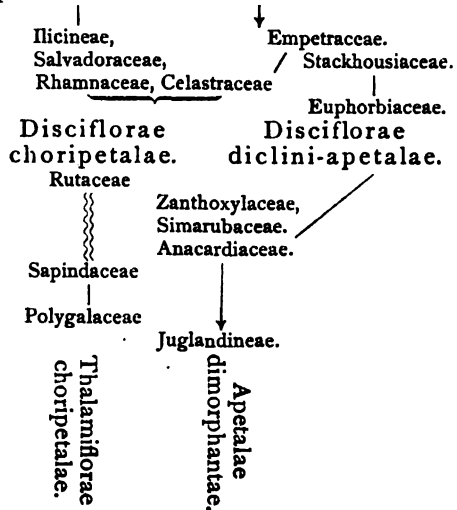 Ilicineae,
Salvadoraceae,
Rhamnaceae, Celastraceae
Empetraceae.
Stackhousiaceae.
Euphorbiaceae.
Disciflorae
choripetalae.
Disciflorae
diclini-apetalae.
Rutaceae
Zanthoxylaceae,
Simarubaceae.
Anacardiaceae.
Sapindaceae
Polygalaceae
Juglandineae.
Thalamiflorae
choripetalae.
Apetalae
dimorphantae,